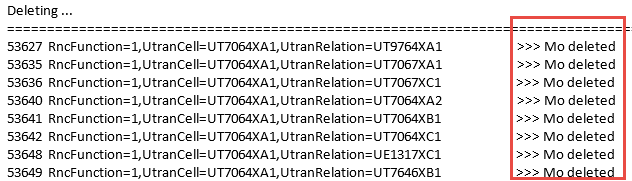 Deleting ...
=================================================================================
53627 RncFunction=1,UtranCell=UT7064XA1,UtranRelation=UT9764XA1 >>> Mo deleted
53635 RncFunction=1,UtranCell=UT7064XA1,UtranRelation=UT7067XA1 >>> Mo deleted
53636 RncFunction=1,UtranCell=UT7064XA1,UtranRelation=UT7067XC1 >>> Mo deleted
53640 RncFunction=1,UtranCell=UT7064XA1,UtranRelation=UT7064XA2 >>> Mo deleted
53641 RncFunction=1,UtranCell=UT7064XA1,UtranRelation=UT7064XB1 >>> Mo deleted
53642 RncFunction=1,UtranCell=UT7064XA1,UtranRelation=UT7064XC1 >>> Mo deleted
53648 RncFunction=1,UtranCell=UT7064XA1,UtranRelation=UE1317XC1 >>> Mo deleted
53649 RncFunction=1,UtranCell=UT7064XA1,UtranRelation=UT7646XB1 >>> Mo deleted